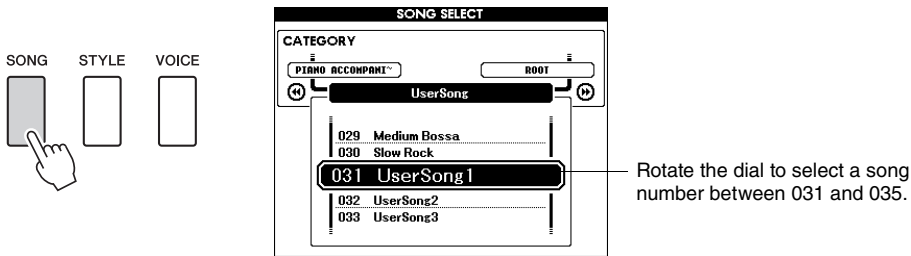 SONG STYLE VOICE
SONG SELECT
CATEGORY
PIANO ACCOMPANI~ ROOT
UserSong
029 Medium Bossa
030 Slow Rock
031 UserSong1
032 UserSong2
033 UserSong3
Rotate the dial to select a song
number between 031 and 035.